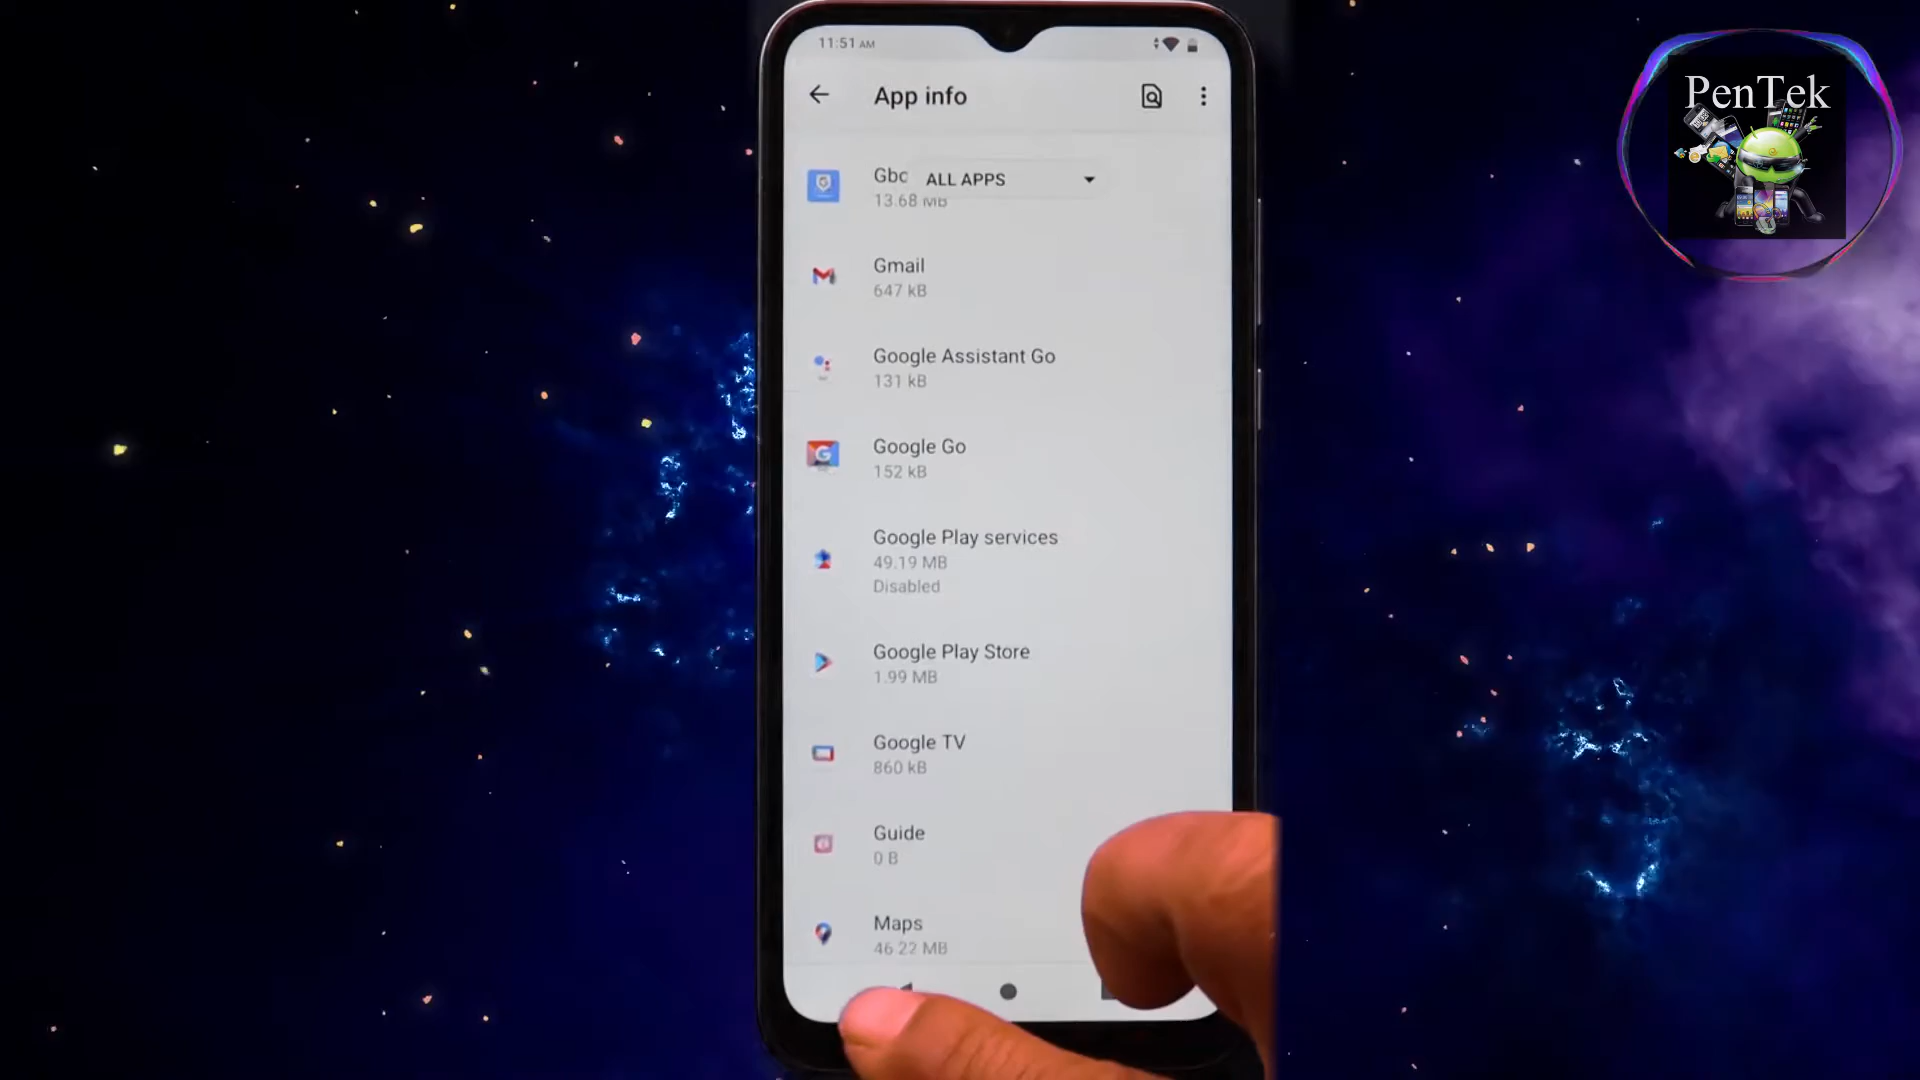 11:51 AM
App info
PenTek
Gbc
ALL APPS
13.68 MB
Gmail
647 kB
Google Assistant Go
131 kB
Google Go
152 kB
Google Play services
49.19 MB
Disabled
Google Play Store
1.99 MB
Google TV
860 kB
Guide
0 B
Maps
46.22 MB